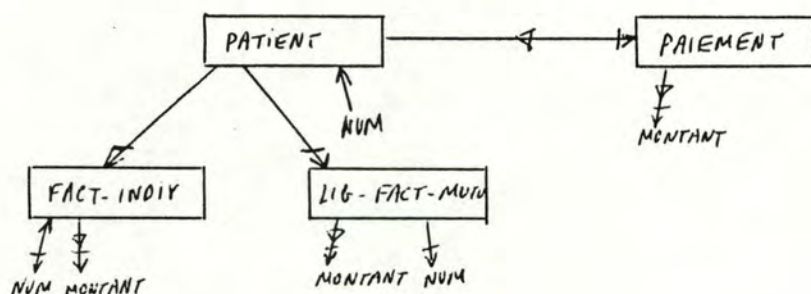 PATIENT
PAIEMENT
NUM
MONTANT
FACT-INDIV
LIG-FACT-MUTU
NUM MONTANT
MONTANT NUM